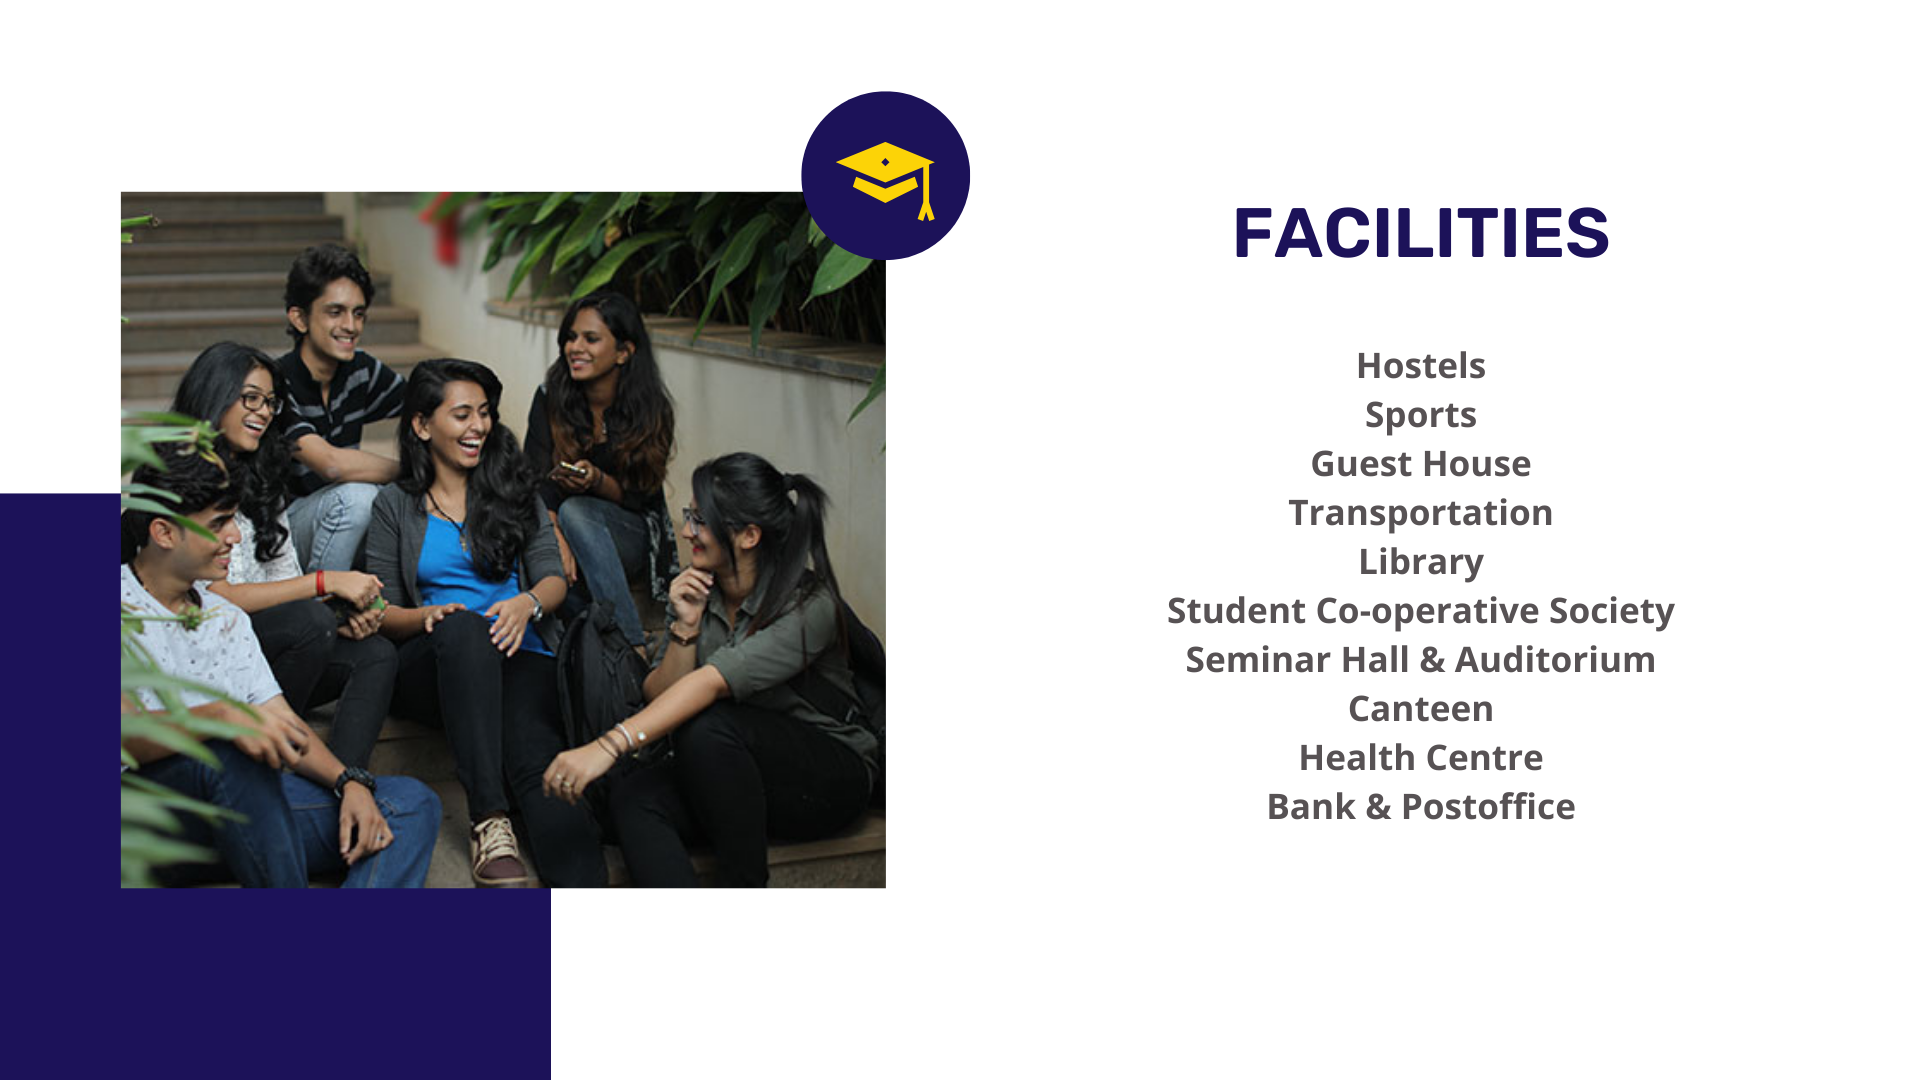 FACILITIES
Hostels
Sports
Guest House
Transportation
Library
Student Co-operative Society
Seminar Hall & Auditorium
Canteen
Health Centre
Bank & Postoffice